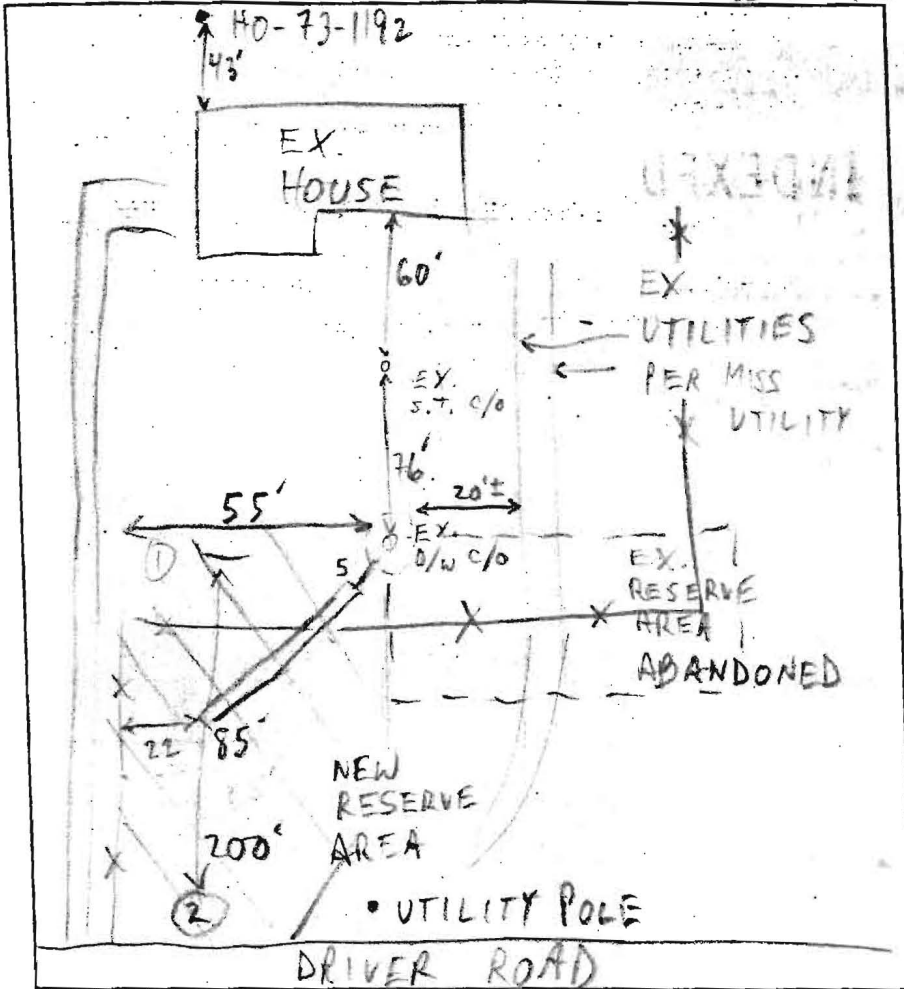 HO-73-1192
43'
EX.
HOUSE
INDEXED
60'
EX.
UTILITIES
PER MISS
UTILITY
EX.
S.T. C/O
76'
55'
20'±
EX.
D/W C/O
1
5
EX.
RESERVE
AREA
ABANDONED
22
85'
NEW
RESERVE
AREA
200'
2
• UTILITY POLE
DRIVER ROAD